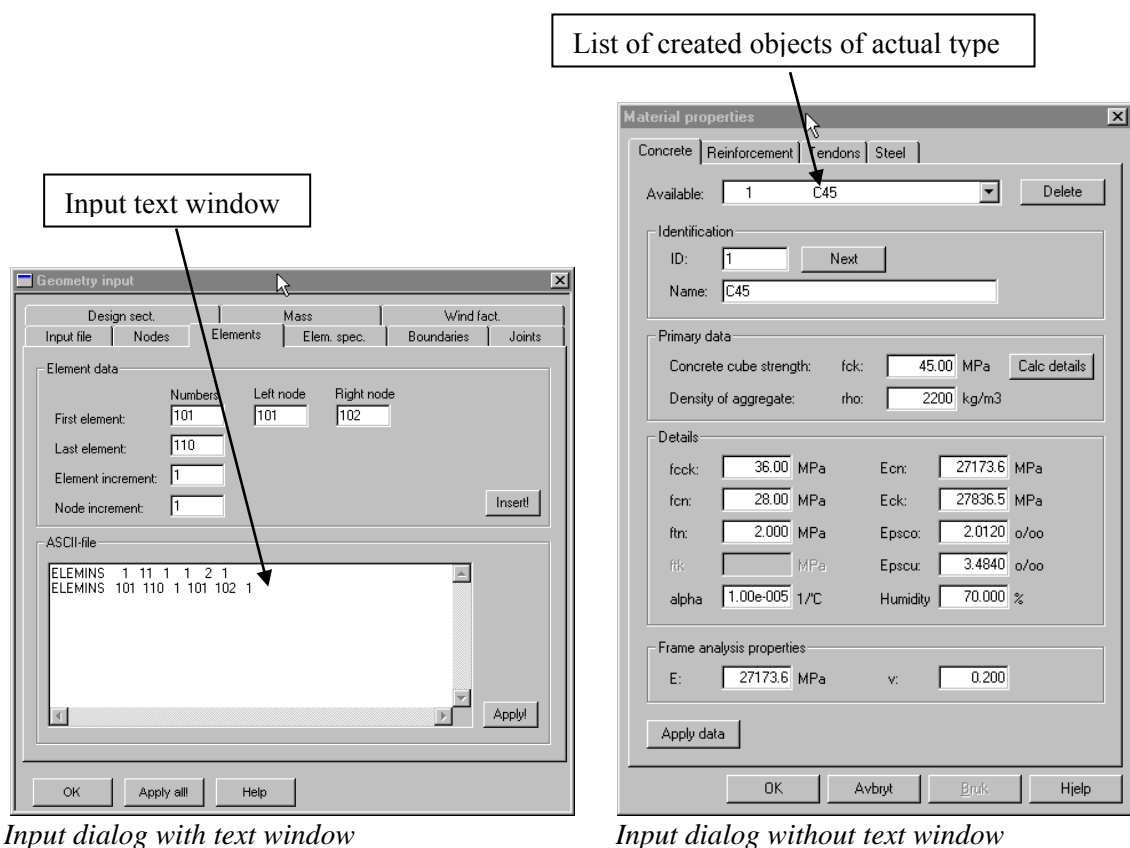 List of created objects of actual type
Input text window
Geometry input
Design sect. Mass Wind fact.
Input file Nodes Elements Elem. spec. Boundaries Joints
Element data
Numbers Left node Right node
First element: 101 101 102
Last element: 110
Element increment: 1
Node increment: 1
Insert!
ASCII-file
ELEMINS 1 11 1 1 2 1
ELEMINS 101 110 1 101 102 1
Apply!
OK Apply all! Help
Input dialog with text window
Material properties
Concrete Reinforcement Tendons Steel
Available: 1 C45 Delete
Identification
ID: 1 Next
Name: C45
Primary data
Concrete cube strength: fck: 45.00 MPa Calc details
Density of aggregate: rho: 2200 kg/m3
Details
fcck: 36.00 MPa Ecn: 27173.6 MPa
fcn: 28.00 MPa Eck: 27836.5 MPa
ftn: 2.000 MPa Epsco: 2.0120 o/oo
ftk MPa Epscu: 3.4840 o/oo
alpha 1.00e-005 1/'C Humidity 70.000 %
Frame analysis properties
E: 27173.6 MPa v: 0.200
Apply data
OK Avbryt Bruk Hjelp
Input dialog without text window